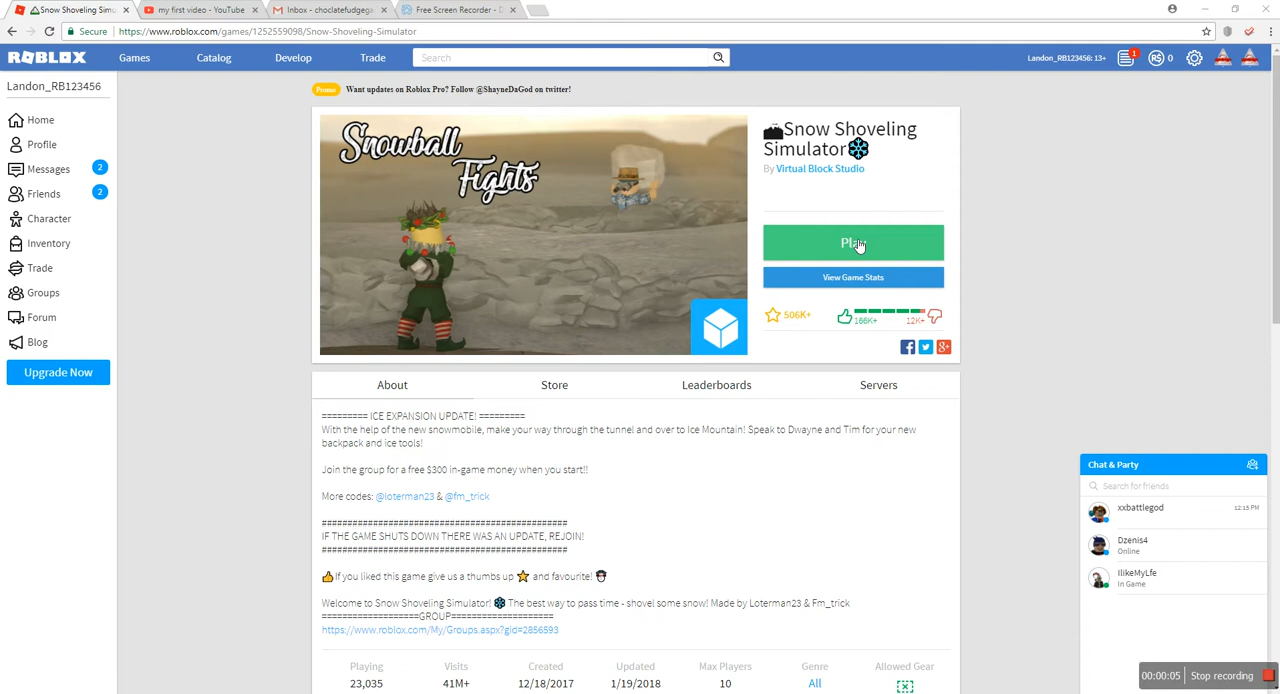 Snow Shoveling Sim
my first video - YouTube
Inbox - choclatefudgega
Free Screen Recorder - D
Secure
https://www.roblox.com/games/1252559098/Snow-Shoveling-Simulator
ROBLOX
Games
Catalog
Develop
Trade
Search
Landon_RB123456: 13+
1
R$ 0
Landon_RB123456
Home
Profile
Messages 2
Friends 2
Character
Inventory
Trade
Groups
Forum
Blog
Upgrade Now
Promo Want updates on Roblox Pro? Follow @ShayneDaGod on twitter!
Snowball
Fights
Snow Shoveling
Simulator
By Virtual Block Studio
Play
View Game Stats
506K+
166K+
12K+
About
Store
Leaderboards
Servers
========= ICE EXPANSION UPDATE! =========
With the help of the new snowmobile, make your way through the tunnel and over to Ice Mountain! Speak to Dwayne and Tim for your new
backpack and ice tools!
Join the group for a free $300 in-game money when you start!!
More codes: @loterman23 & @fm_trick
###############################################
IF THE GAME SHUTS DOWN THERE WAS AN UPDATE, REJOIN!
###############################################
👍If you liked this game give us a thumbs up ⭐ and favourite!
Welcome to Snow Shoveling Simulator! ❄ The best way to pass time - shovel some snow! Made by Loterman23 & Fm_trick
===================GROUP====================
https://www.roblox.com/My/Groups.aspx?gid=2856593
Playing
Visits
Created
Updated
Max Players
Genre
Allowed Gear
23,035
41M+
12/18/2017
1/19/2018
10
All
Chat & Party
Search for friends
xxbattlegod
12:15 PM
Dzenis4
Online
IlikeMyLfe
In Game
00:00:05
Stop recording